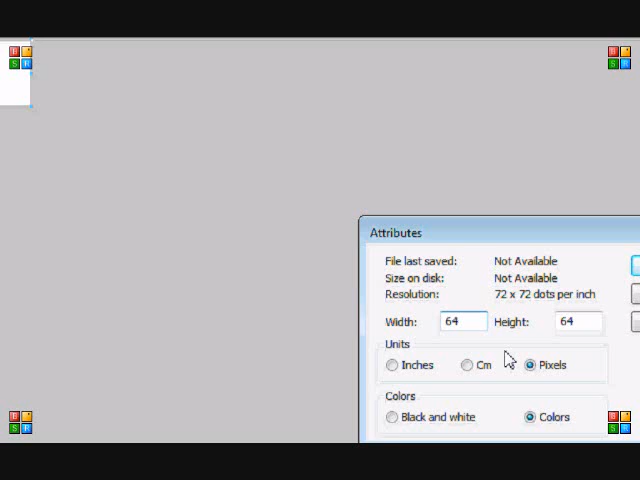 Attributes
File last saved: Not Available
Size on disk: Not Available
Resolution: 72 x 72 dots per inch
Width: 64 Height: 64
Units
Inches Cm Pixels
Colors
Black and white Colors